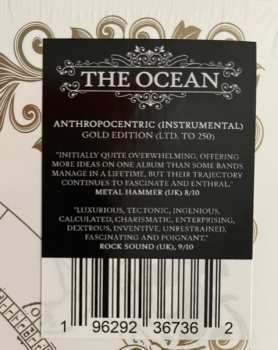 THE OCEAN
ANTHROPOCENTRIC (INSTRUMENTAL)
GOLD EDITION (LTD. TO 250)
"INITIALLY QUITE OVERWHELMING, OFFERING
MORE IDEAS ON ONE ALBUM THAN SOME BANDS
MANAGE IN A LIFETIME, BUT THEIR TRAJECTORY
CONTINUES TO FASCINATE AND ENTHRAL."
METAL HAMMER (UK) 8/10
"LUXURIOUS, TECTONIC, INGENIOUS,
CALCULATED, CHARISMATIC, ENTERPRISING,
DEXTROUS, INVENTIVE, UNRESTRAINED,
FASCINATING AND POIGNANT."
ROCK SOUND (UK), 9/10
1 96292 36736 2